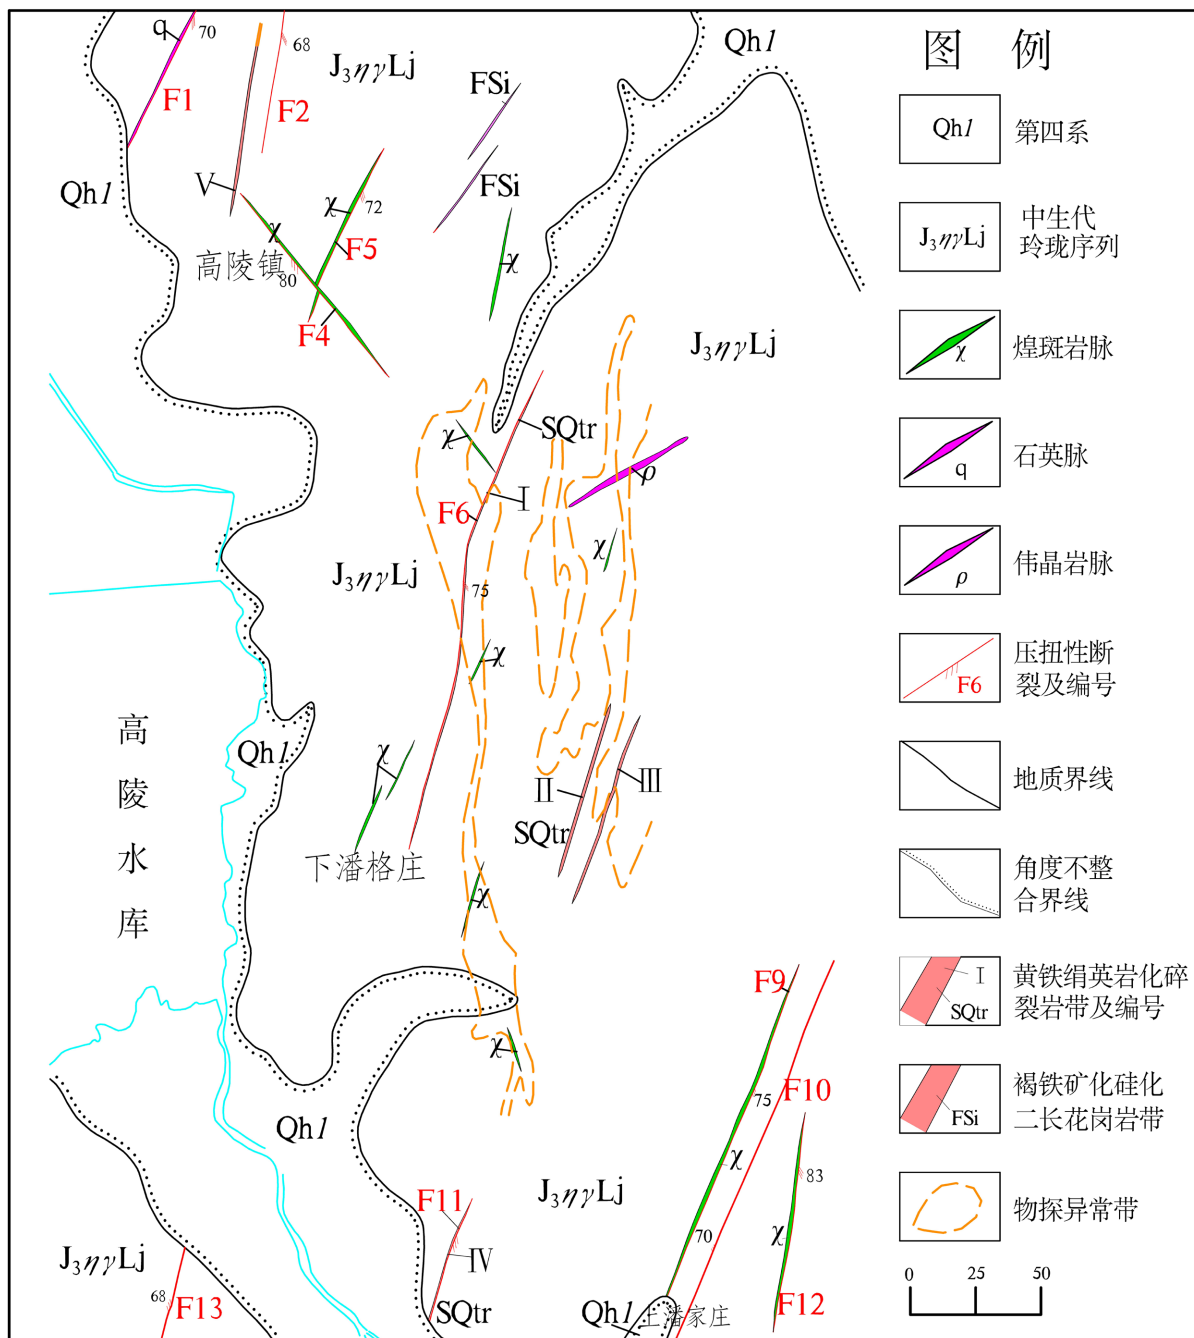 q
70
F1
68
F2
J₃ηγLj
FSi
Qh1
Qh1
V
χ
72
F5
χ
高陵镇
80
F4
FSi
χ
J₃ηγLj
χ
SQtr
Ⅰ
F6
ρ
J₃ηγLj
75
χ
χ
高陵水库
Qh1
χ
Ⅱ
Ⅲ
SQtr
下潘格庄
χ
F9
χ
75
F10
Qh1
χ
83
J₃ηγLj
F11
70
χ
Ⅳ
J₃ηγLj
68
F13
SQtr
Qh1
上潘家庄
F12
图 例
Qh1
第四系
J₃ηγLj
中生代
玲珑序列
χ
煌斑岩脉
q
石英脉
ρ
伟晶岩脉
F6
压扭性断
裂及编号
地质界线
角度不整
合界线
Ⅰ
SQtr
黄铁绢英岩化碎
裂岩带及编号
FSi
褐铁矿化硅化
二长花岗岩带
物探异常带
0 25 50